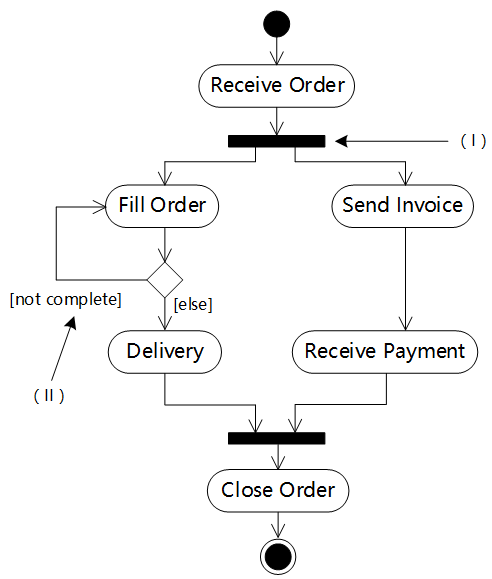 Receive Order
( I )
Fill Order
Send Invoice
[not complete]
[else]
Delivery
Receive Payment
( II )
Close Order